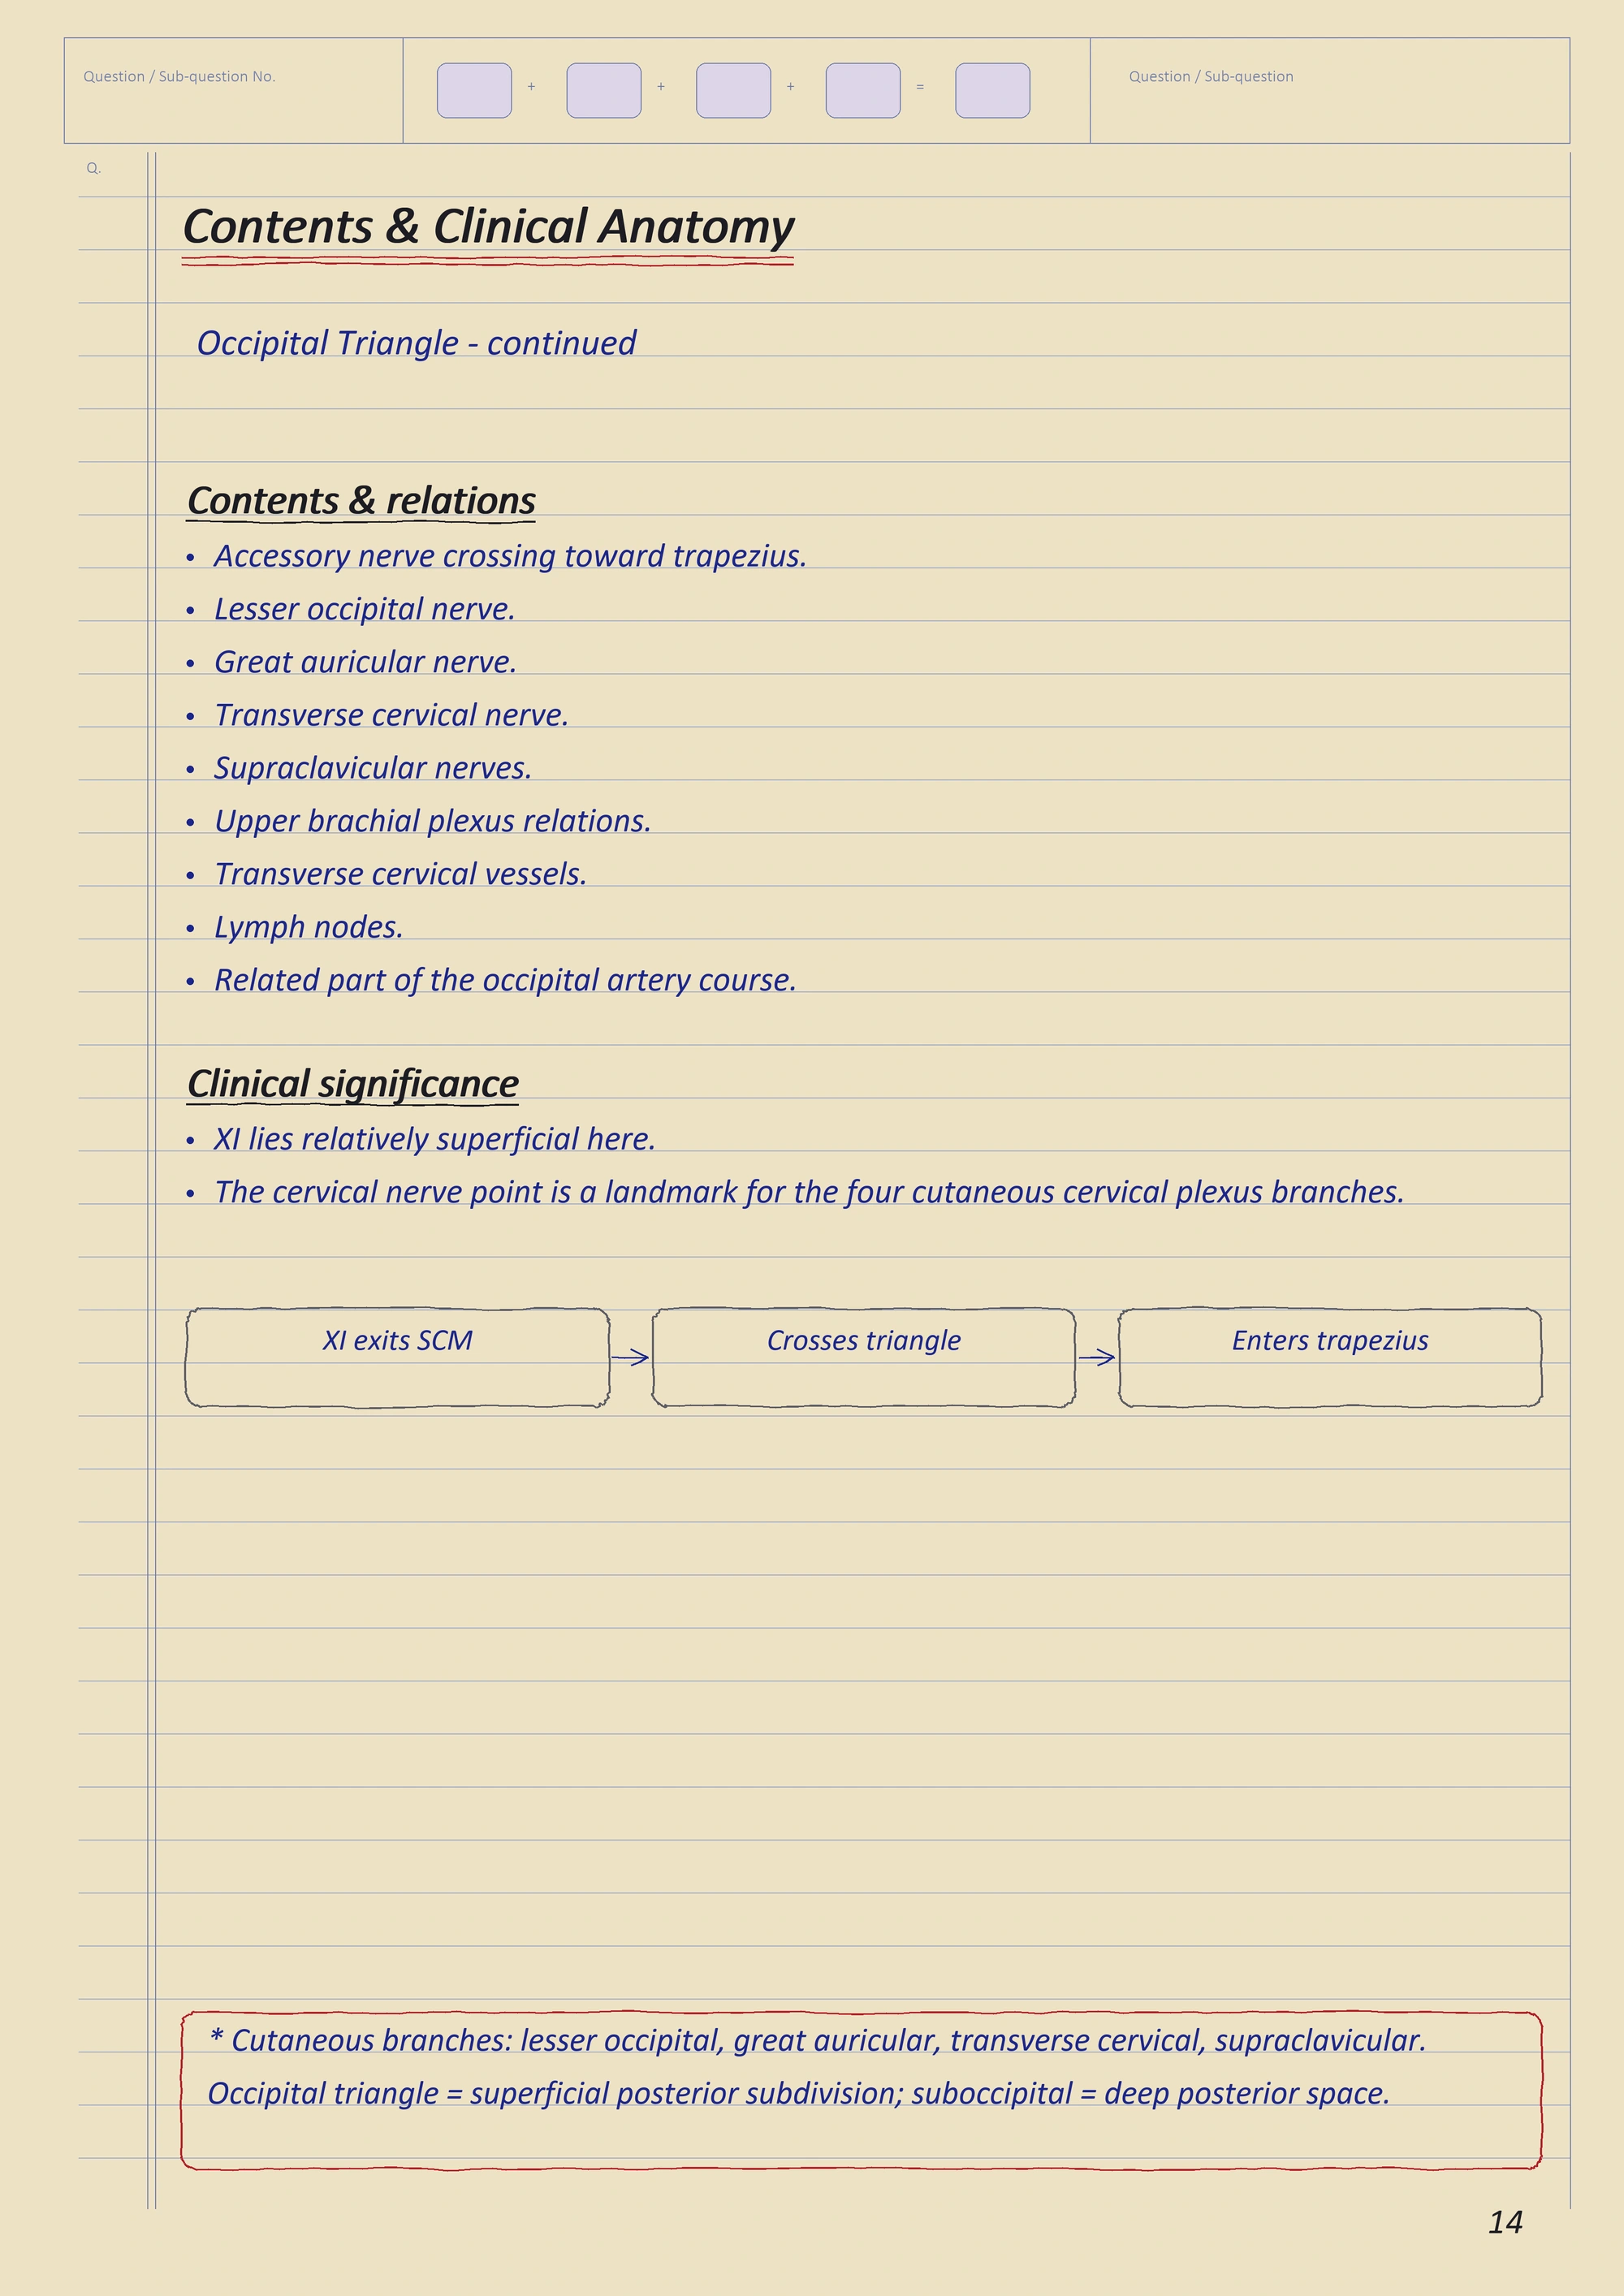 Question / Sub-question No.
+ + + =
Question / Sub-question
Q.
Contents & Clinical Anatomy
Occipital Triangle - continued
Contents & relations
• Accessory nerve crossing toward trapezius.
• Lesser occipital nerve.
• Great auricular nerve.
• Transverse cervical nerve.
• Supraclavicular nerves.
• Upper brachial plexus relations.
• Transverse cervical vessels.
• Lymph nodes.
• Related part of the occipital artery course.
Clinical significance
• XI lies relatively superficial here.
• The cervical nerve point is a landmark for the four cutaneous cervical plexus branches.
XI exits SCM
Crosses triangle
Enters trapezius
* Cutaneous branches: lesser occipital, great auricular, transverse cervical, supraclavicular.
Occipital triangle = superficial posterior subdivision; suboccipital = deep posterior space.
14